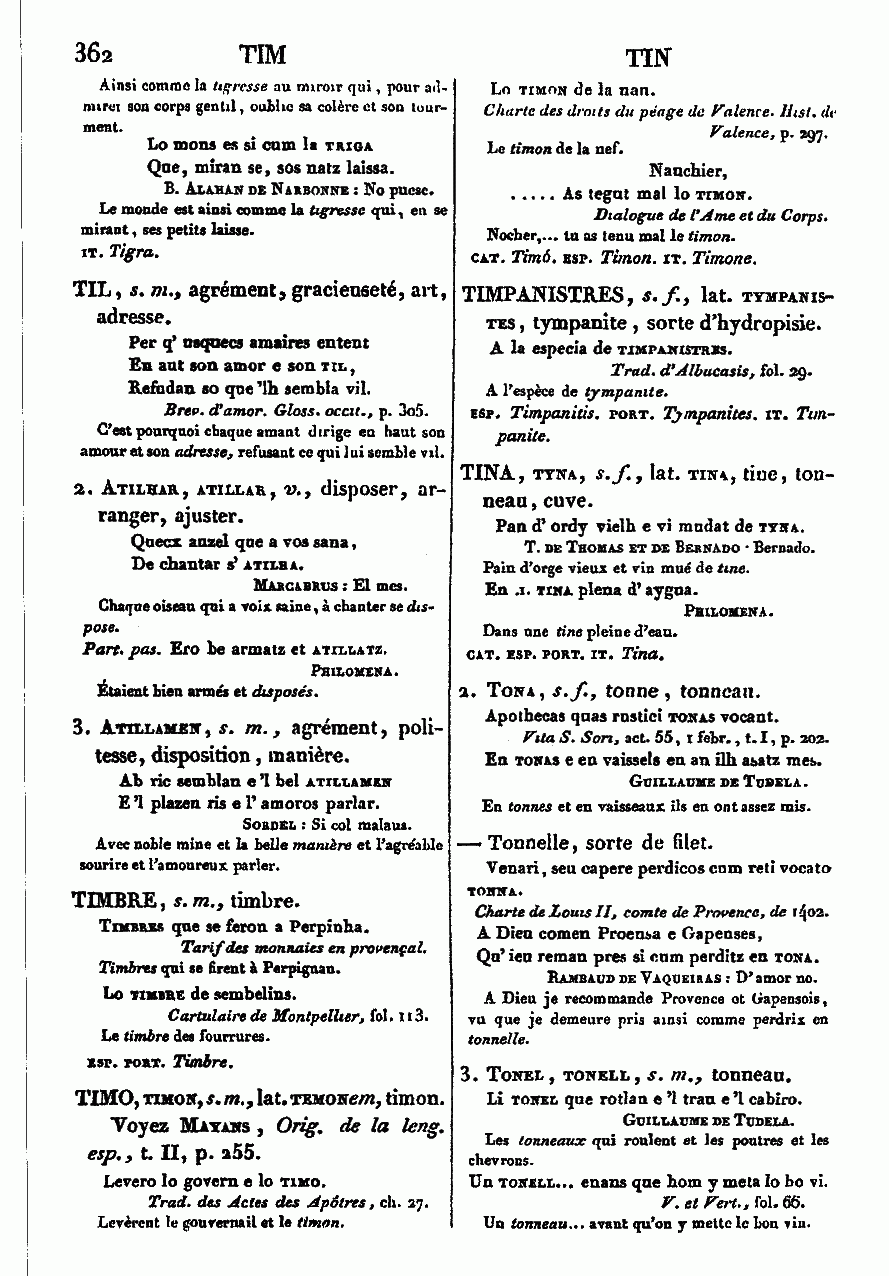 362 TIM TIN
Ainsi comme la tigresse au miroir qui, pour ad-
mirer son corps gentil, oublie sa colère et son tour-
ment.
Lo mons es si cum la TRIGA
Que, miran se, sos natz laissa.
B. ALAHAN DE NARBONNE : No puesc.
Le monde est ainsi comme la tigresse qui, en se
mirant, ses petits laisse.
IT. Tigra.
TIL, s. m., agrément, gracieuseté, art,
adresse.
Per q' usquecs amaires entent
En aut son amor e son TIL,
Refudan so que 'lh sembla vil.
Brev. d'amor. Gloss. occit., p. 305.
C'est pourquoi chaque amant dirige en haut son
amour et son adresse, refusant ce qui lui semble vil.
2. ATILHAR, ATILLAR, v., disposer, ar-
ranger, ajuster.
Quecx auzel que a vos sana,
De chantar s' ATILHA.
MARCABRUS : El mes.
Chaque oiseau qui a voix saine, à chanter se dis-
pose.
Part. pas. Ero be armatz et ATILLATZ.
PHILOMENA.
Étaient bien armés et disposés.
3. ATILLAMEN, s. m., agrément, poli-
tesse, disposition, manière.
Ab ric semblan e 'l bel ATILLAMEN
E 'l plazen ris e l' amoros parlar.
SORDEL : Si col malaus.
Avec noble mine et la belle manière et l'agréable
sourire et l'amoureux parler.
TIMBRE, s. m., timbre.
TIMBRES que se feron a Perpinha.
Tarif des monnaies en provençal.
Timbres qui se firent à Perpignan.
Lo TIMBRE de sembelins.
Cartulaire de Montpellier, fol. 113.
Le timbre des fourrures.
ESP. PORT. Timbre.
TIMO, TIMON, s. m., lat. TEMONem, timon.
Voyez MAYANS, Orig. de la leng.
esp., t. II, p. 255.
Levero lo govern e lo TIMO.
Trad. des Actes des Apôtres, ch. 27.
Levèrent le gouvernail et le timon.
Lo TIMON de la nau.
Charte des droits du péage de Valence. Hist. de
Valence, p. 297.
Le timon de la nef.
Nauchier,
..... As tegut mal lo TIMON.
Dialogue de l'Ame et du Corps.
Nocher,... tu as tenu mal le timon.
CAT. Timó. ESP. Timon. IT. Timone.
TIMPANISTRES, s. f., lat. TYMPANIS-
TES, tympanite, sorte d'hydropisie.
A la especia de TIMPANISTRES.
Trad. d'Albucasis, fol. 29.
A l'espèce de tympanite.
ESP. Timpanitis. PORT. Tympanites. IT. Tim-
panite.
TINA, TYNA, s. f., lat. TINA, tine, ton-
neau, cuve.
Pan d' ordy vielh e vi mudat de TYNA.
T. DE THOMAS ET DE BERNADO : Bernado.
Pain d'orge vieux et vin mué de tine.
En .I. TINA plena d' aygua.
PHILOMENA.
Dans une tine pleine d'eau.
CAT. ESP. PORT. IT. Tina.
2. TONA, s. f., tonne, tonneau.
Apothecas quas rustici TONAS vocant.
Vita S. Sori, act. SS, 1 febr., t. I, p. 202.
En TONAS e en vaissels en an ilh asatz mes.
GUILLAUME DE TUDELA.
En tonnes et en vaisseaux ils en ont assez mis.
— Tonnelle, sorte de filet.
Venari, seu capere perdicos cum reti vocato
TONNA.
Charte de Louis II, comte de Provence, de 1402.
A Dieu comen Proensa e Gapenses,
Qu' ieu reman pres si cum perditz en TONA.
RAMBAUD DE VAQUEIRAS : D'amor no.
A Dieu je recommande Provence et Gapensois,
vu que je demeure pris ainsi comme perdrix en
tonnelle.
3. TONEL, TONELL, s. m., tonneau.
Li TONEL que rotlan e 'l trau e 'l cabiro.
GUILLAUME DE TUDELA.
Les tonneaux qui roulent et les poutres et les
chevrons.
Un TONELL... enans que hom y meta lo bo vi.
V. et Vert., fol. 66.
Un tonneau... avant qu'on y mette le bon vin.